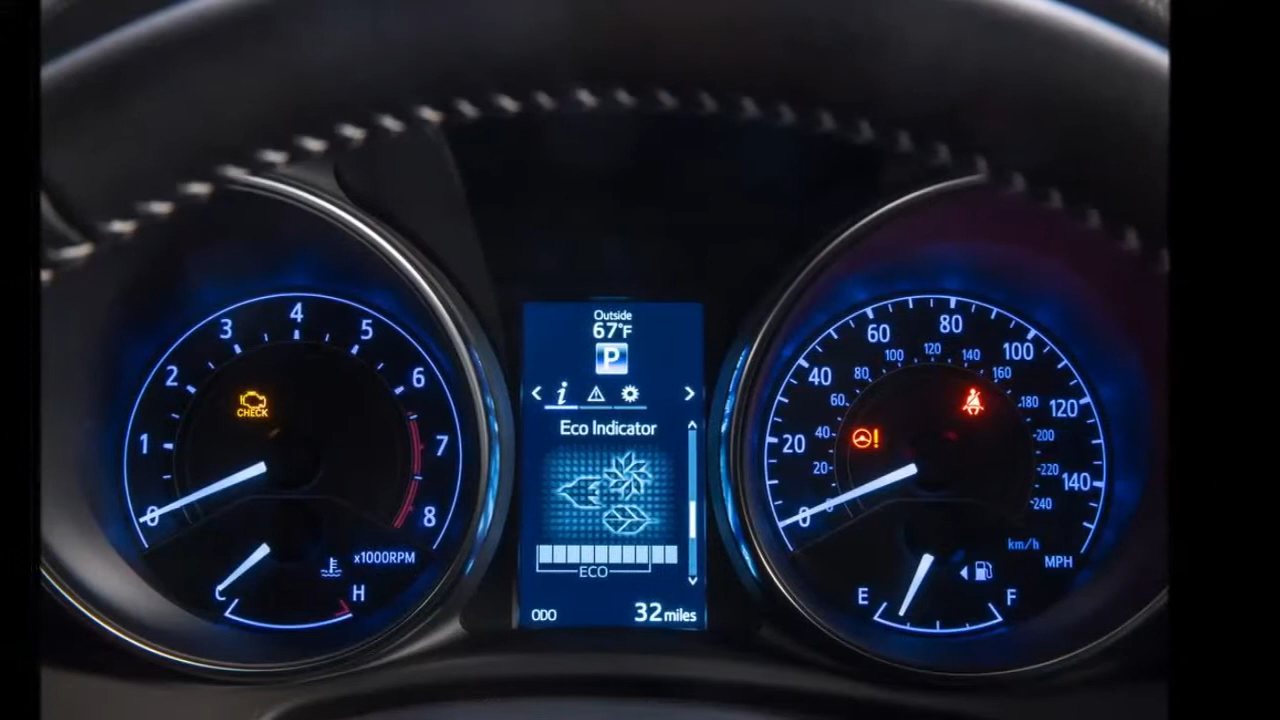 0
1
2
3
4
5
6
7
8
CHECK
x1000RPM
C
H
Outside
67°F
P
Eco Indicator
ECO
ODO 32 miles
0
20
40
60
80
100
120
140
20
40
60
80
100
120
140
160
180
200
220
240
km/h
MPH
E
F